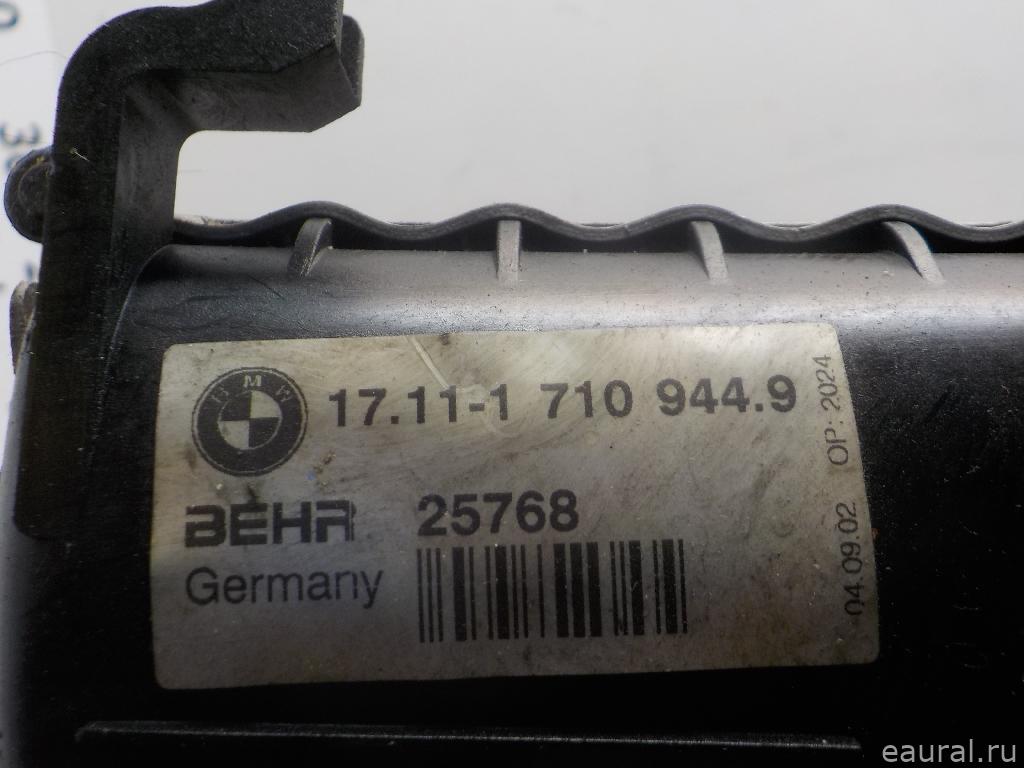 BMW 17.11-1 710 944.9
BEHR 25768
Germany
04.09.02 OP: 2024
eaural.ru